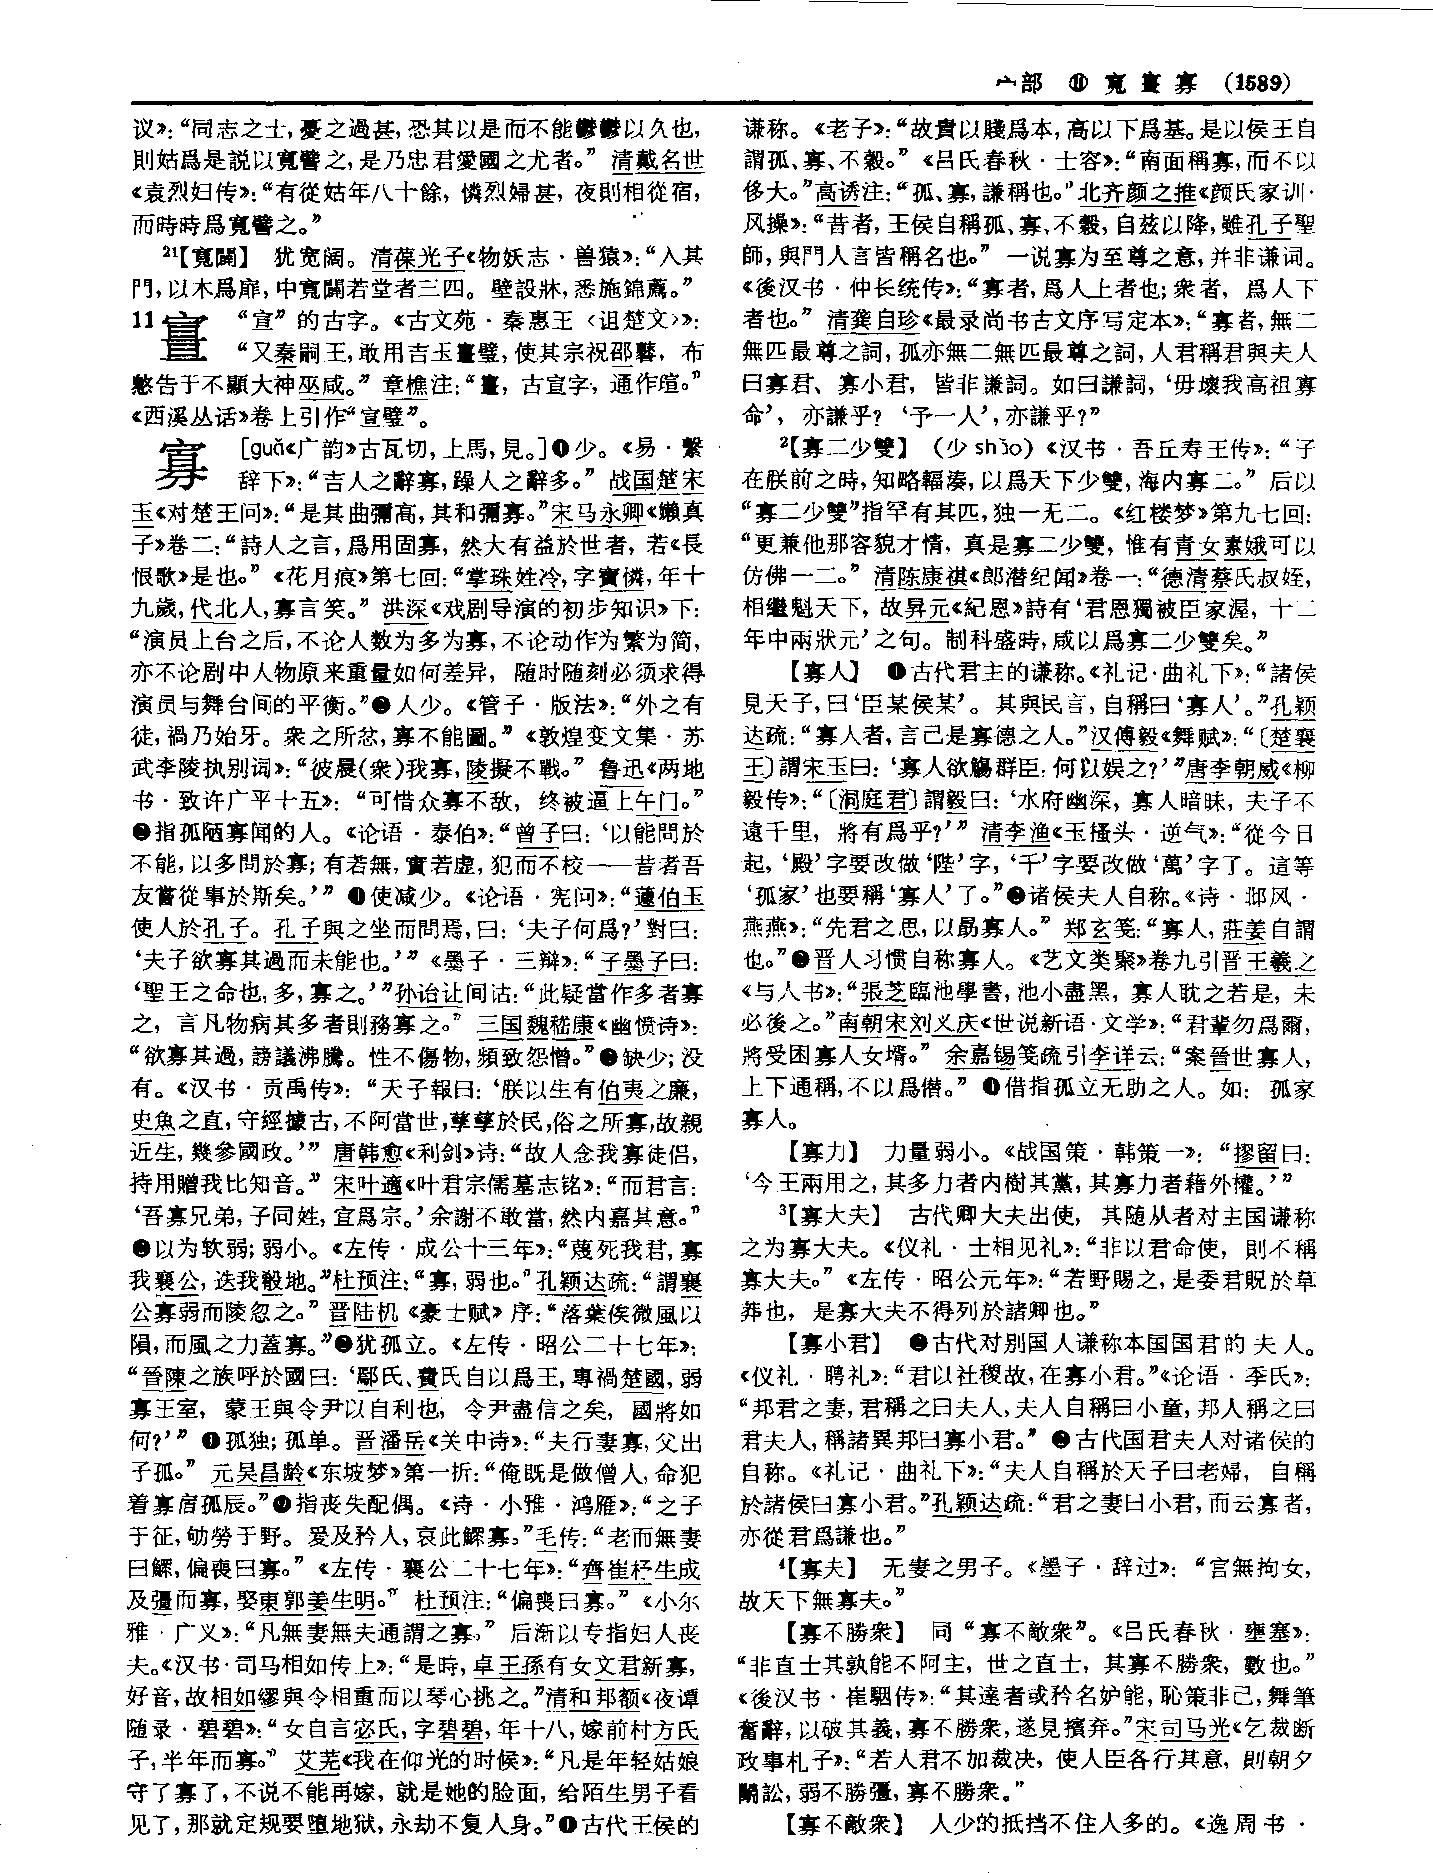 宀部 ⑪ 寬 𡩀 寡 (1589)
议》：“同志之士，憂之過甚，恐其以是而不能鬱鬱以久也，
則姑爲是説以寬譬之，是乃忠君愛國之尤者。” 清戴名世
《袁烈妇传》：“有從姑年八十餘，憐烈婦甚，夜則相從宿，
而時時爲寬譬之。”
21【寬闊】 犹宽阔。清葆光子《物妖志·兽猿》：“入其
門，以木爲扉，中寬闊若堂者三四。壁設牀，悉施錦薦。”
11 “宣”的古字。《古文苑·秦惠王〈诅楚文〉》：
“又秦嗣王，敢用吉玉璧，使其宗祝邵鼛，布
憗告于不顯大神巫咸。” 章樵注：“古宣字，通作瑄。”
《西溪丛话》卷上引作“宣璧”。
寡 [guǎ《广韵》古瓦切，上馬，見。]❶少。《易·繫
辞下》：“吉人之辭寡，躁人之辭多。” 战国楚宋
玉《对楚王问》：“是其曲彌高，其和彌寡。”宋马永卿《嬾真
子》卷二：“詩人之言，爲用固寡，然大有益於世者，若《長
恨歌》是也。” 《花月痕》第七回：“掌珠姓冷，字寶憐，年十
九歲，代北人，寡言笑。” 洪深《戏剧导演的初步知识》下：
“演员上台之后，不论人数为多为寡，不论动作为繁为简，
亦不论剧中人物原来重量如何差异，随时随刻必须求得
演员与舞台间的平衡。”❷人少。《管子·版法》：“外之有
徒，禍乃始牙。衆之所忿，寡不能圖。” 《敦煌变文集·苏
武李陵执别词》：“彼晨(衆)我寡，陵擬不戰。” 鲁迅《两地
书·致许广平十五》：“可惜众寡不敌，终被逼上午门。”
❸指孤陋寡闻的人。《论语·泰伯》：“曾子曰：‘以能問於
不能，以多問於寡；有若無，實若虚，犯而不校——昔者吾
友嘗從事於斯矣。’” ❹使减少。《论语·宪问》：“蘧伯玉
使人於孔子。孔子與之坐而問焉，曰：‘夫子何爲？’對曰：
‘夫子欲寡其過而未能也。’” 《墨子·三辩》：“子墨子曰：
‘聖王之命也，多，寡之。’”孙诒让间诂：“此疑當作多者寡
之，言凡物病其多者則務寡之。” 三国魏嵇康《幽愤诗》：
“欲寡其過，謗議沸騰。性不傷物，頻致怨憎。”❺缺少；没
有。《汉书·贡禹传》：“天子報曰：‘朕以生有伯夷之廉，
史魚之直，守經據古，不阿當世，孳孳於民，俗之所寡，故親
近生，幾參國政。’” 唐韩愈《利剑》诗：“故人念我寡徒侣，
持用贈我比知音。” 宋叶適《叶君宗儒墓志铭》：“而君言：
‘吾寡兄弟，子同姓，宜爲宗。’余謝不敢當，然内嘉其意。”
❻以为软弱；弱小。《左传·成公十三年》：“蔑死我君，寡
我襄公，迭我殽地。”杜预注：“寡，弱也。”孔颖达疏：“謂襄
公寡弱而陵忽之。” 晋陆机《豪士赋》序：“落葉俟微風以
隕，而風之力蓋寡。”❼犹孤立。《左传·昭公二十七年》：
“晉陳之族呼於國曰：‘鄢氏、費氏自以爲王，專禍楚國，弱
寡王室，蒙王與令尹以自利也，令尹盡信之矣，國將如
何？’” ❽孤独；孤单。晋潘岳《关中诗》：“夫行妻寡，父出
子孤。” 元吴昌龄《东坡梦》第一折：“俺既是做僧人，命犯
着寡宿孤辰。”❾指丧失配偶。《诗·小雅·鸿雁》：“之子
于征，劬勞于野。爰及矜人，哀此鰥寡。”毛传：“老而無妻
曰鰥，偏喪曰寡。” 《左传·襄公二十七年》：“齊崔杼生成
及彊而寡，娶東郭姜生明。” 杜预注：“偏喪曰寡。” 《小尔
雅·广义》：“凡無妻無夫通謂之寡。” 后渐以专指妇人丧
夫。《汉书·司马相如传上》：“是時，卓王孫有女文君新寡，
好音，故相如繆與令相重而以琴心挑之。”清和邦额《夜谭
随录·碧碧》：“女自言宓氏，字碧碧，年十八，嫁前村方氏
子，半年而寡。” 艾芜《我在仰光的时候》：“凡是年轻姑娘
守了寡了，不说不能再嫁，就是她的脸面，给陌生男子看
见了，那就定规要堕地狱，永劫不复人身。”❿古代王侯的
谦称。《老子》：“故貴以賤爲本，高以下爲基。是以侯王自
謂孤、寡、不穀。” 《吕氏春秋·士容》：“南面稱寡，而不以
侈大。”高诱注：“孤、寡，謙稱也。”北齐颜之推《颜氏家训·
风操》：“昔者，王侯自稱孤、寡、不穀，自兹以降，雖孔子聖
師，與門人言皆稱名也。” 一说寡为至尊之意，并非谦词。
《後汉书·仲长统传》：“寡者，爲人上者也；衆者，爲人下
者也。” 清龚自珍《最录尚书古文序写定本》：“寡者，無二
無匹最尊之詞，孤亦無二無匹最尊之詞，人君稱君與夫人
曰寡君、寡小君，皆非謙詞。如曰謙詞，‘毋壞我高祖寡
命’，亦謙乎？‘予一人’，亦謙乎？”
2【寡二少雙】 (少 shǎo)《汉书·吾丘寿王传》：“子
在朕前之時，知略輻湊，以爲天下少雙，海内寡二。” 后以
“寡二少雙”指罕有其匹，独一无二。《红楼梦》第九七回：
“更兼他那容貌才情，真是寡二少雙，惟有青女素娥可以
仿佛一二。” 清陈康祺《郎潜纪闻》卷一：“德清蔡氏叔姪，
相繼魁天下，故昇元《紀恩》詩有‘君恩獨被臣家渥，十二
年中兩狀元’之句。制科盛時，咸以爲寡二少雙矣。”
【寡人】 ❶古代君主的谦称。《礼记·曲礼下》：“諸侯
見天子，曰‘臣某侯某’。其與民言，自稱曰‘寡人’。”孔颖
达疏：“寡人者，言己是寡德之人。”汉傅毅《舞赋》：“〔楚襄
王〕謂宋玉曰：‘寡人欲觴群臣，何以娱之？’”唐李朝威《柳
毅传》：“〔洞庭君〕謂毅曰：‘水府幽深，寡人暗昧，夫子不
遠千里，將有爲乎？’” 清李渔《玉搔头·逆气》：“從今日
起，‘殿’字要改做‘陛’字，‘千’字要改做‘萬’字了。這等
‘孤家’也要稱‘寡人’了。”❷诸侯夫人自称。《诗·邶风·
燕燕》：“先君之思，以勗寡人。” 郑玄笺：“寡人，莊姜自謂
也。”❸晋人习惯自称寡人。《艺文类聚》卷九引晋王羲之
《与人书》：“張芝臨池學書，池水盡黑，寡人耽之若是，未
必後之。”南朝宋刘义庆《世说新语·文学》：“君輩勿爲爾，
將受困寡人女壻。” 余嘉锡笺疏引李详云：“案晉世寡人，
上下通稱，不以爲僭。” ❹借指孤立无助之人。如：孤家
寡人。
【寡力】 力量弱小。《战国策·韩策一》：“摎留曰：
‘今王兩用之，其多力者内樹其黨，其寡力者藉外權。’”
3【寡大夫】 古代卿大夫出使，其随从者对主国谦称
之为寡大夫。《仪礼·士相见礼》：“非以君命使，則不稱
寡大夫。” 《左传·昭公元年》：“若野賜之，是委君貺於草
莽也，是寡大夫不得列於諸卿也。”
【寡小君】 ❶古代对别国人谦称本国国君的夫人。
《仪礼·聘礼》：“君以社稷故，在寡小君。”《论语·季氏》：
“邦君之妻，君稱之曰夫人，夫人自稱曰小童，邦人稱之曰
君夫人，稱諸異邦曰寡小君。” ❷古代国君夫人对诸侯的
自称。《礼记·曲礼下》：“夫人自稱於天子曰老婦，自稱
於諸侯曰寡小君。”孔颖达疏：“君之妻曰小君，而云寡者，
亦從君爲謙也。”
4【寡夫】 无妻之男子。《墨子·辞过》：“宫無拘女，
故天下無寡夫。”
【寡不勝衆】 同“寡不敵衆”。《吕氏春秋·壅塞》：
“非直士其孰能不阿主，世之直士，其寡不勝衆，數也。”
《後汉书·崔駰传》：“其達者或矜名妒能，恥策非己，舞筆
奮辭，以破其義，寡不勝衆，遂見擯弃。”宋司马光《乞裁断
政事札子》：“若人君不加裁决，使人臣各行其意，則朝夕
鬭訟，弱不勝彊，寡不勝衆。”
【寡不敵衆】 人少的抵挡不住人多的。《逸周书·